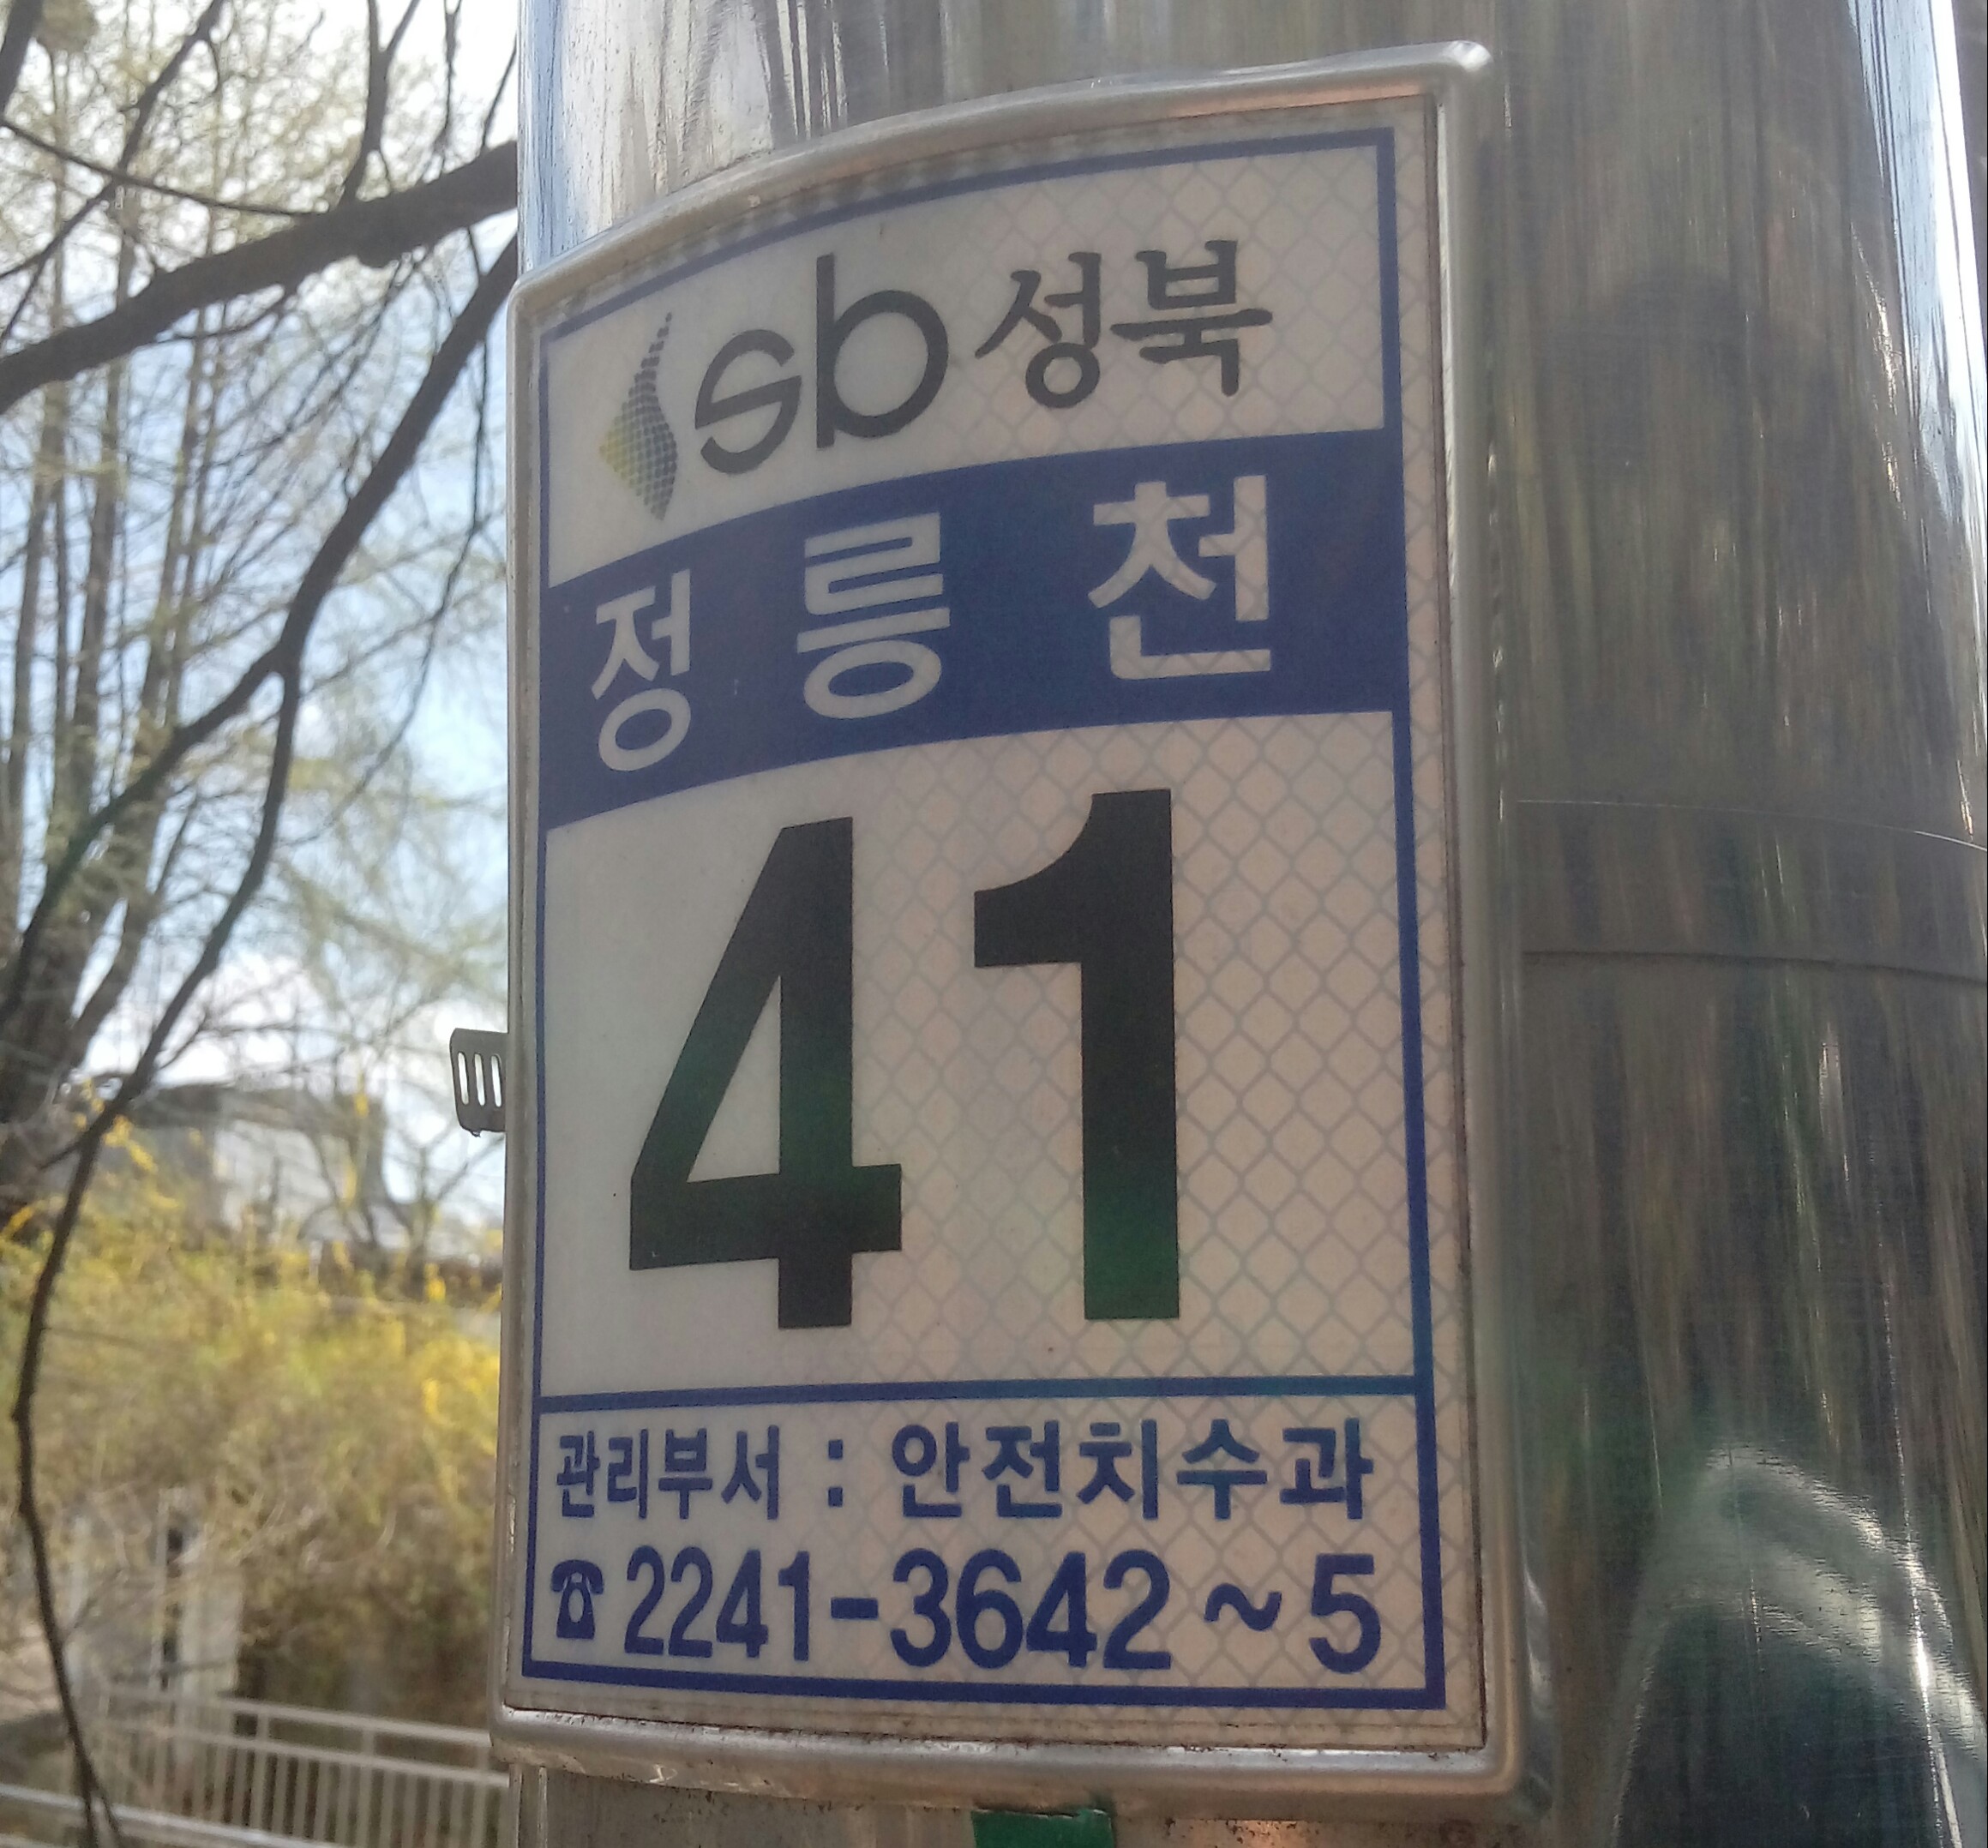 sb 성북
정릉천
41
관리부서 : 안전치수과
☎2241-3642~5